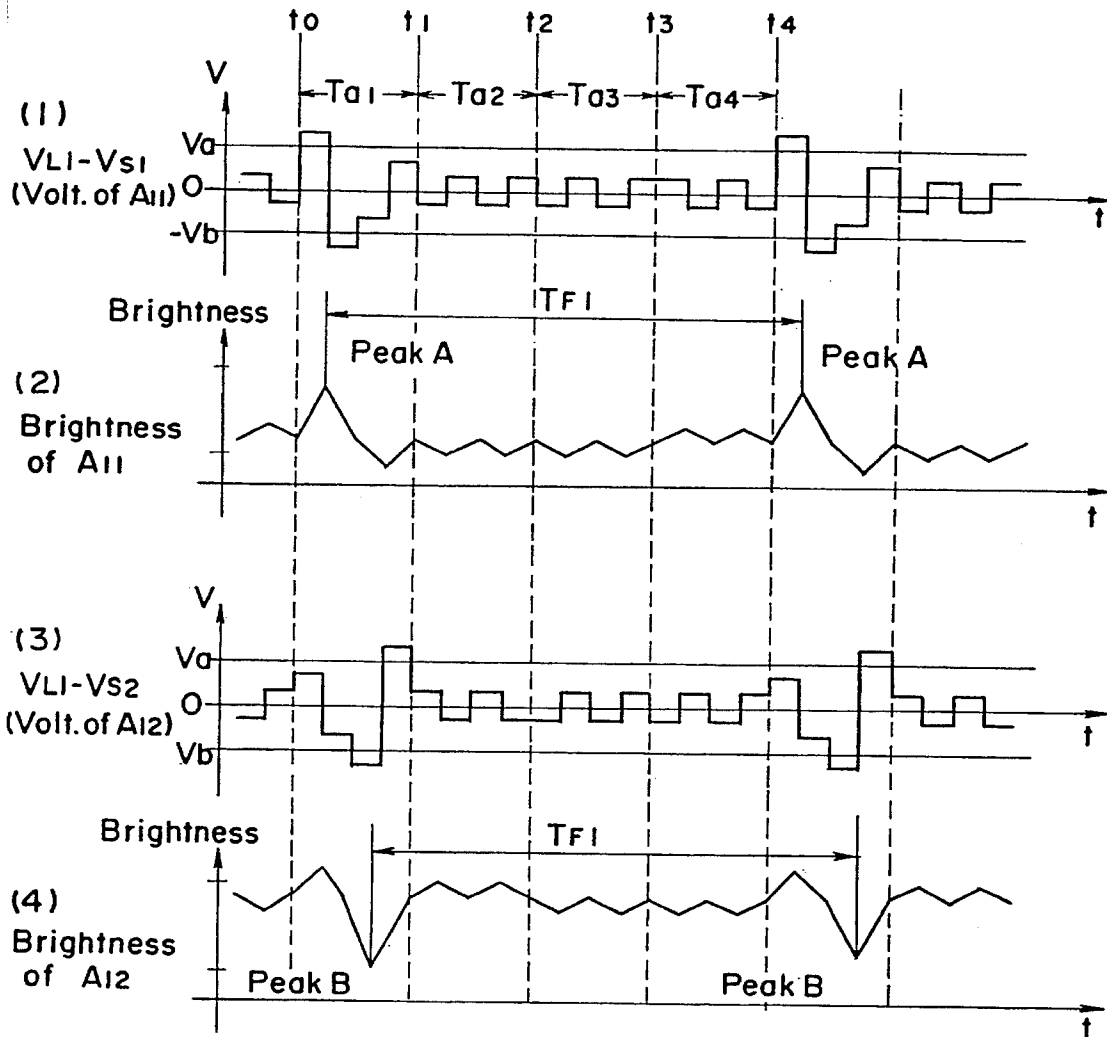 t0 t1 t2 t3 t4
V
Ta1 Ta2 Ta3 Ta4
(1)
VL1-VS1
(Volt. of A11)
Va
0
-Vb
t
Brightness
TF1
Peak A
Peak A
(2)
Brightness
of A11
t
V
(3)
VL1-VS2
(Volt. of A12)
Va
0
Vb
t
Brightness
TF1
(4)
Brightness
of A12
Peak B
Peak B
t